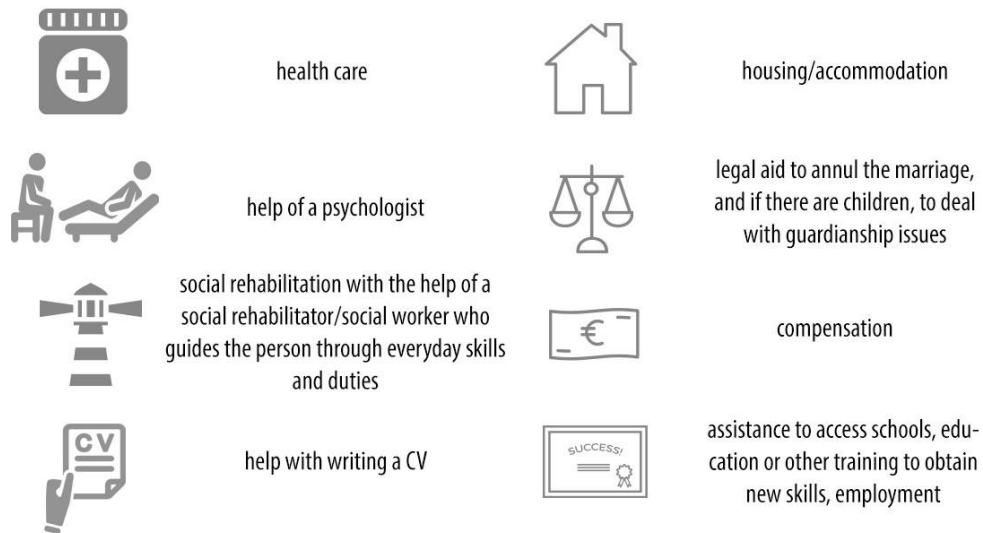 health care
housing/accommodation
help of a psychologist
legal aid to annul the marriage,
and if there are children, to deal
with guardianship issues
social rehabilitation with the help of a
social rehabilitator/social worker who
guides the person through everyday skills
and duties
€
compensation
CV
help with writing a CV
SUCCESS!
assistance to access schools, edu-
cation or other training to obtain
new skills, employment